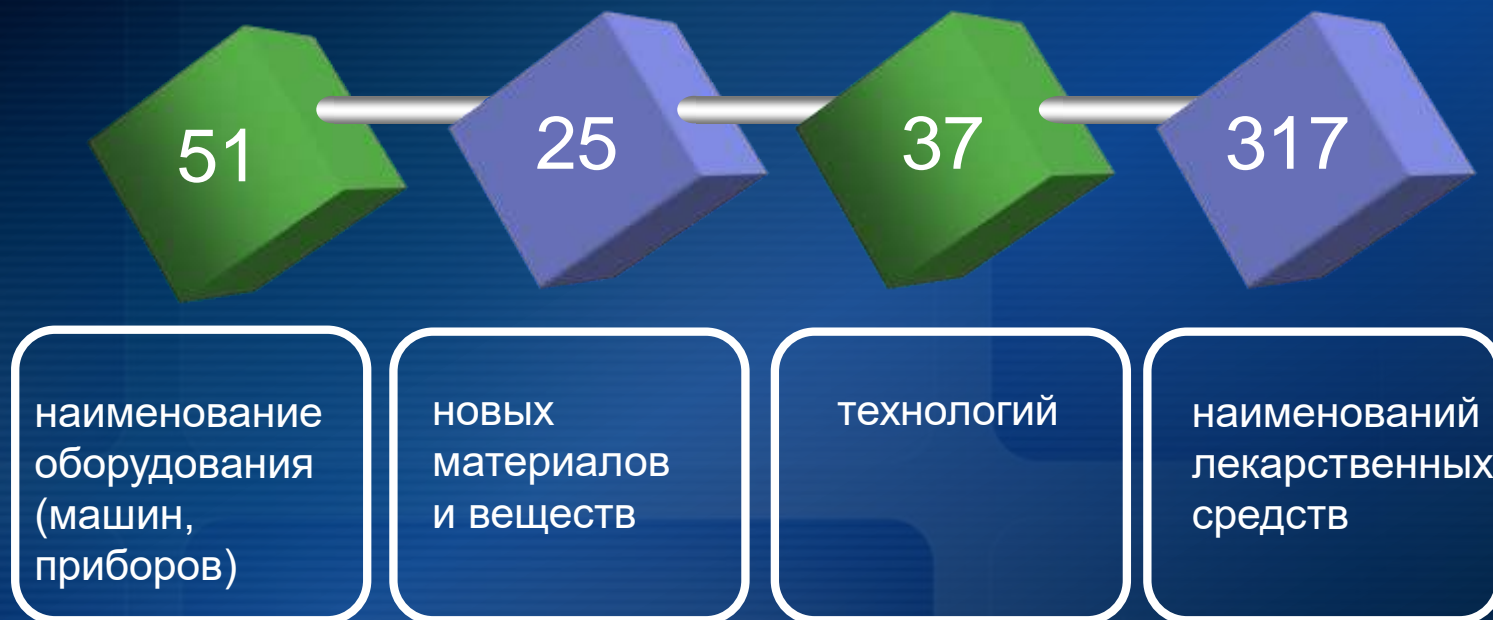 51
25
37
317
наименование
оборудования
(машин,
приборов)
новых
материалов
и веществ
технологий
наименований
лекарственных
средств